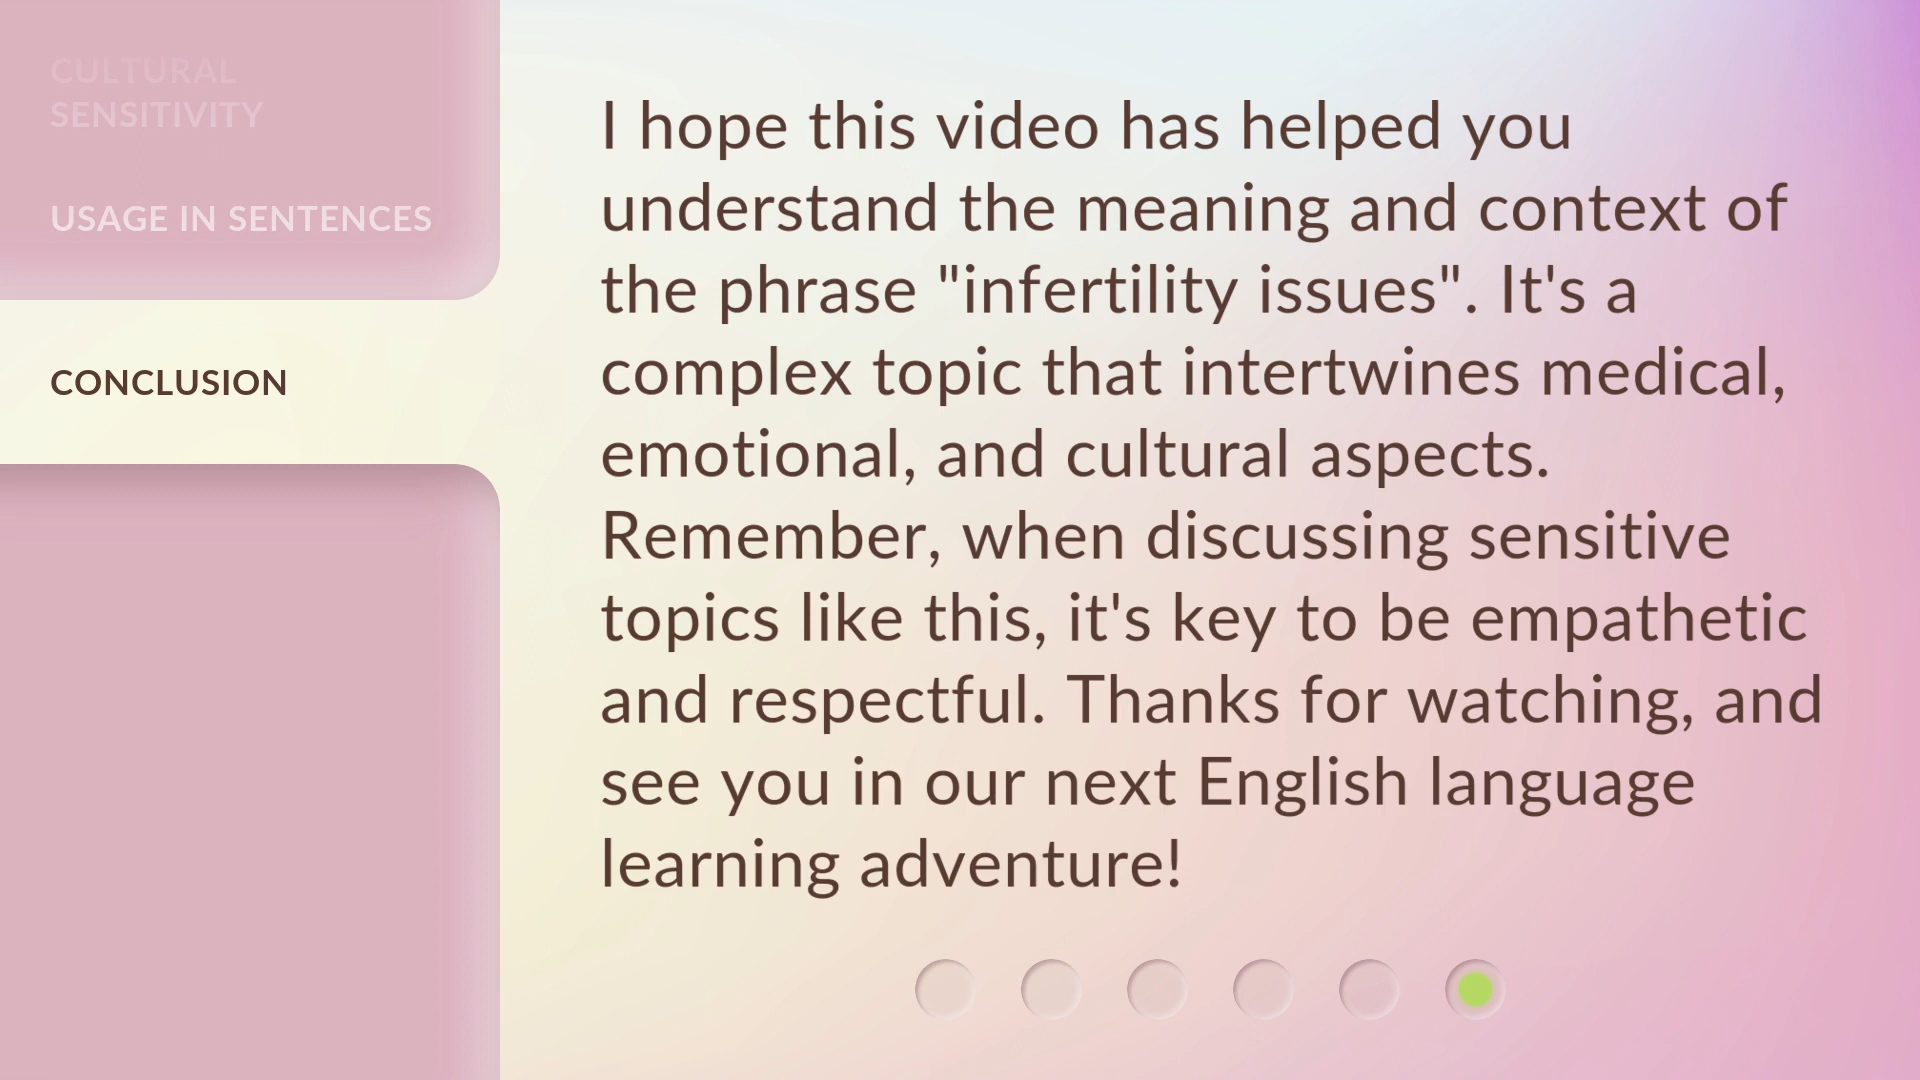 CULTURAL
SENSITIVITY
USAGE IN SENTENCES
CONCLUSION
I hope this video has helped you
understand the meaning and context of
the phrase "infertility issues". It's a
complex topic that intertwines medical,
emotional, and cultural aspects.
Remember, when discussing sensitive
topics like this, it's key to be empathetic
and respectful. Thanks for watching, and
see you in our next English language
learning adventure!